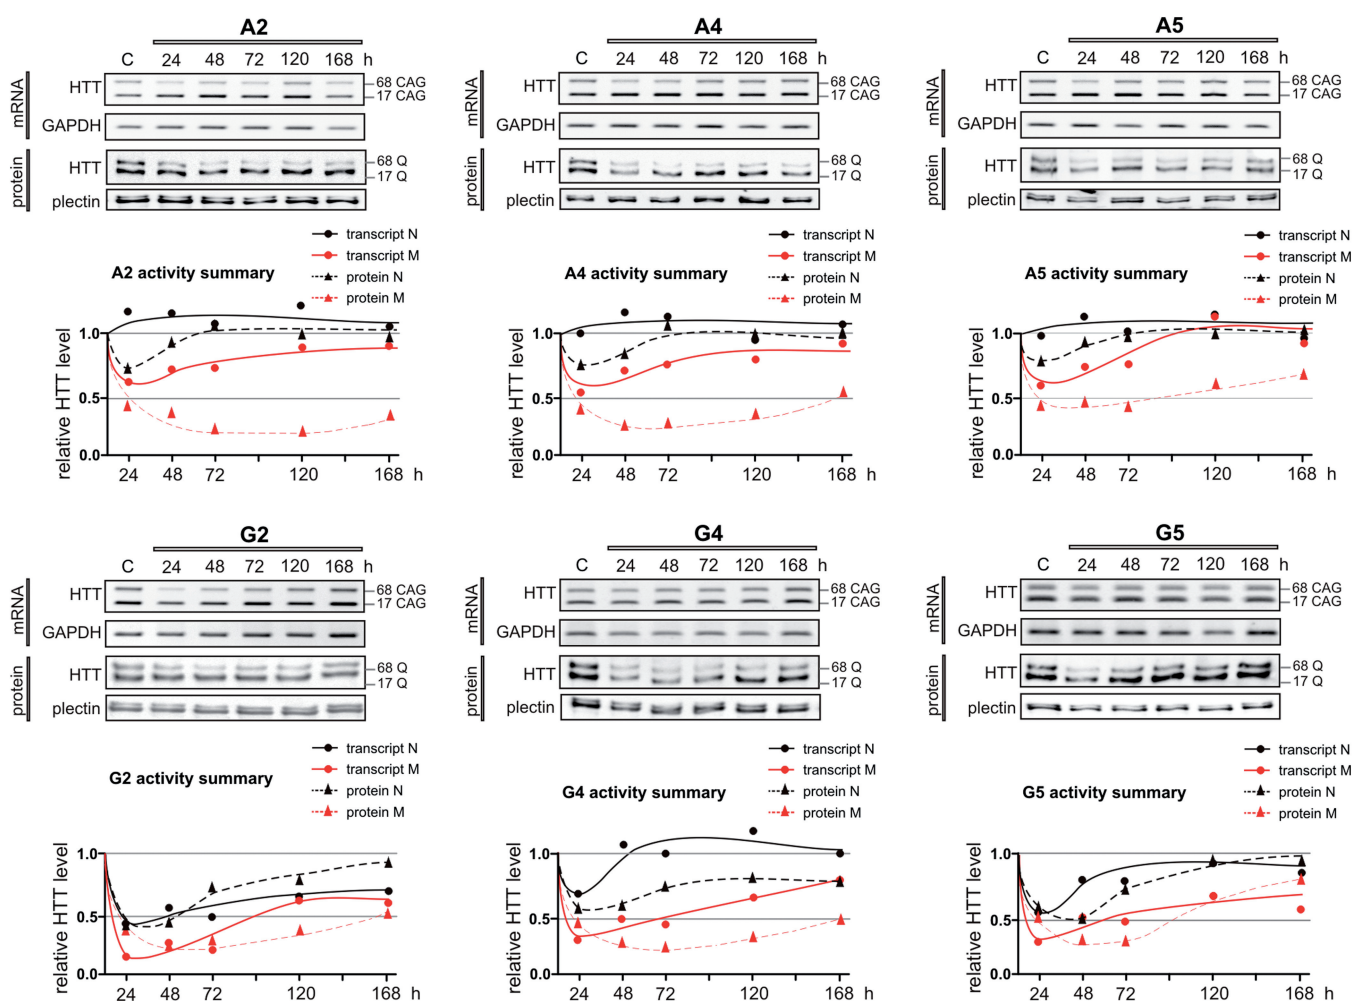 A2
C 24 48 72 120 168 h
mRNA
HTT
68 CAG
17 CAG
GAPDH
protein
HTT
68 Q
17 Q
plectin
transcript N
transcript M
protein N
protein M
A2 activity summary
relative HTT level
1.0
0.5
0.0
24 48 72 120 168 h
A4
C 24 48 72 120 168 h
mRNA
HTT
68 CAG
17 CAG
GAPDH
protein
HTT
68 Q
17 Q
plectin
transcript N
transcript M
protein N
protein M
A4 activity summary
relative HTT level
1.0
0.5
0.0
24 48 72 120 168 h
A5
C 24 48 72 120 168 h
mRNA
HTT
68 CAG
17 CAG
GAPDH
protein
HTT
68 Q
17 Q
plectin
transcript N
transcript M
protein N
protein M
A5 activity summary
relative HTT level
1.0
0.5
0.0
24 48 72 120 168 h
G2
C 24 48 72 120 168 h
mRNA
HTT
68 CAG
17 CAG
GAPDH
protein
HTT
68 Q
17 Q
plectin
transcript N
transcript M
protein N
protein M
G2 activity summary
relative HTT level
1.0
0.5
0.0
24 48 72 120 168 h
G4
C 24 48 72 120 168 h
mRNA
HTT
68 CAG
17 CAG
GAPDH
protein
HTT
68 Q
17 Q
plectin
transcript N
transcript M
protein N
protein M
G4 activity summary
relative HTT level
1.0
0.5
0.0
24 48 72 120 168 h
G5
C 24 48 72 120 168 h
mRNA
HTT
68 CAG
17 CAG
GAPDH
protein
HTT
68 Q
17 Q
plectin
transcript N
transcript M
protein N
protein M
G5 activity summary
relative HTT level
1.0
0.5
0.0
24 48 72 120 168 h